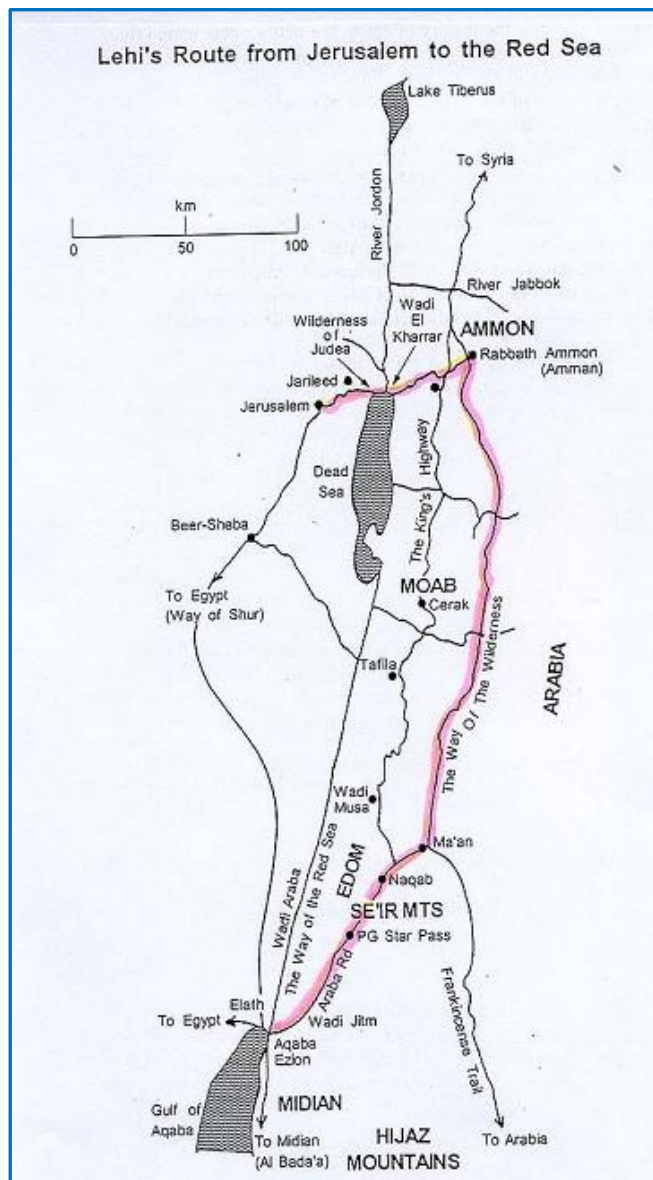 Lehi's Route from Jerusalem to the Red Sea
Lake Tiberus
To Syria
km
0 50 100
River Jordon
River Jabbok
Wadi
El
Kharrar
Wilderness
of
Judea
AMMON
Rabbath Ammon
(Amman)
Jarileed
Jerusalem
The King's Highway
Dead
Sea
Beer-Sheba
To Egypt
(Way of Shur)
MOAB
Cerak
Tafila
ARABIA
The Way Of The Wilderness
Wadi
Musa
Ma'an
EDOM
Naqab
Wadi Araba
The Way of the Red Sea
SE'IR MTS
PG Star Pass
Araba Rd
Frankincense Trail
Elath
To Egypt
Wadi Jitm
Aqaba
Ezion
MIDIAN
Gulf of
Aqaba
To Midian
(Al Bada'a)
HIJAZ
MOUNTAINS
To Arabia